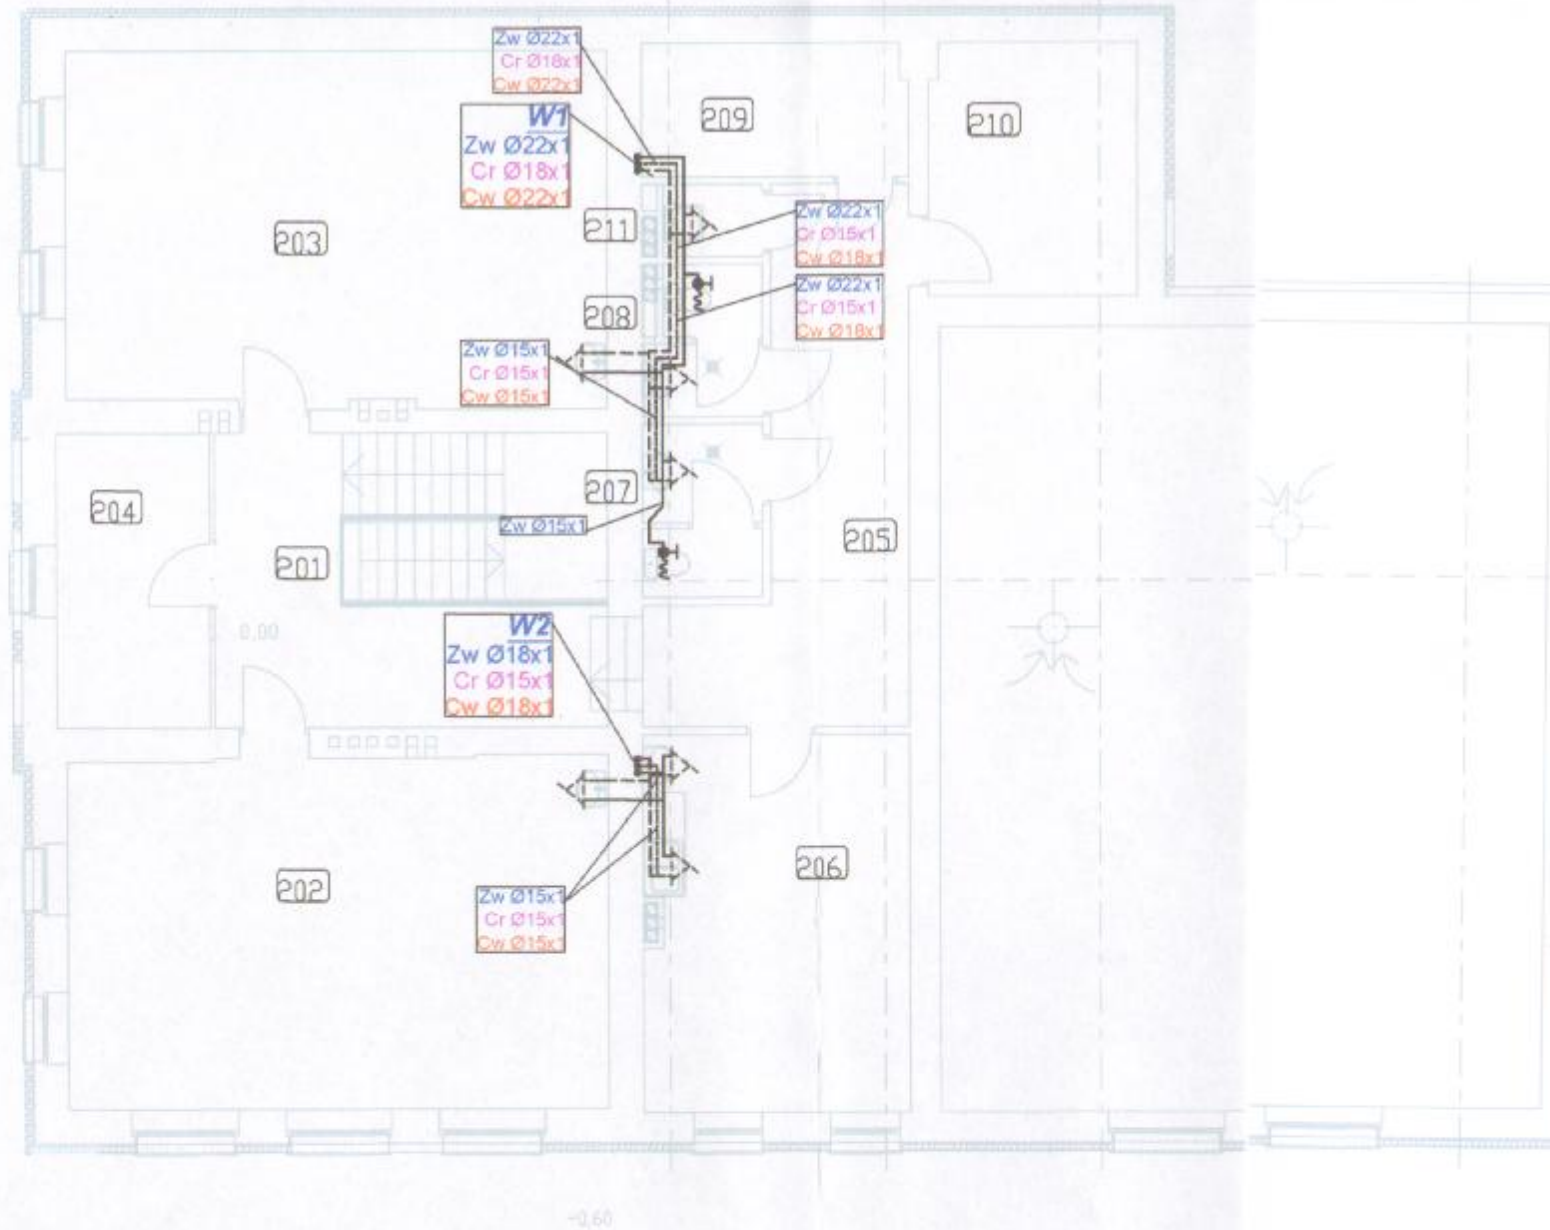 Zw Ø22x1
Cr Ø18x1
Cw Ø22x1
W1
Zw Ø22x1
Cr Ø18x1
Cw Ø22x1
209
210
211
203
Zw Ø22x1
Cr Ø15x1
Cw Ø18x1
Zw Ø22x1
Cr Ø15x1
Cw Ø18x1
208
Zw Ø15x1
Cr Ø15x1
Cw Ø15x1
207
204
Zw Ø15x1
205
201
0,00
W2
Zw Ø18x1
Cr Ø15x1
Cw Ø18x1
206
202
Zw Ø15x1
Cr Ø15x1
Cw Ø15x1
-0,60